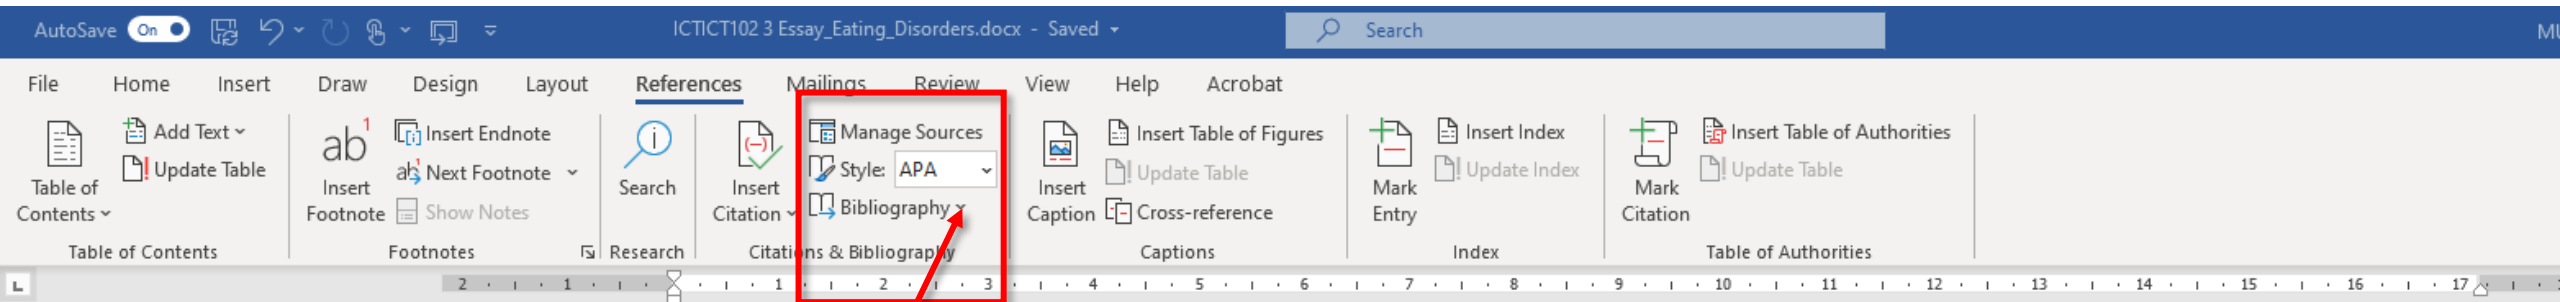 AutoSave On ICTICT102 3 Essay_Eating_Disorders.docx - Saved Search MU
File Home Insert Draw Design Layout References Mailings Review View Help Acrobat
Table of Contents
Add Text
Update Table
Table of Contents
ab1
Insert Footnote
Insert Endnote
Next Footnote
Show Notes
Footnotes
Search
Research
Insert Citation
Manage Sources
Style: APA
Bibliography
Citations & Bibliography
Insert Caption
Insert Table of Figures
Update Table
Cross-reference
Captions
Mark Entry
Insert Index
Update Index
Index
Mark Citation
Insert Table of Authorities
Update Table
Table of Authorities
2 1 1 2 3 4 5 6 7 8 9 10 11 12 13 14 15 16 17